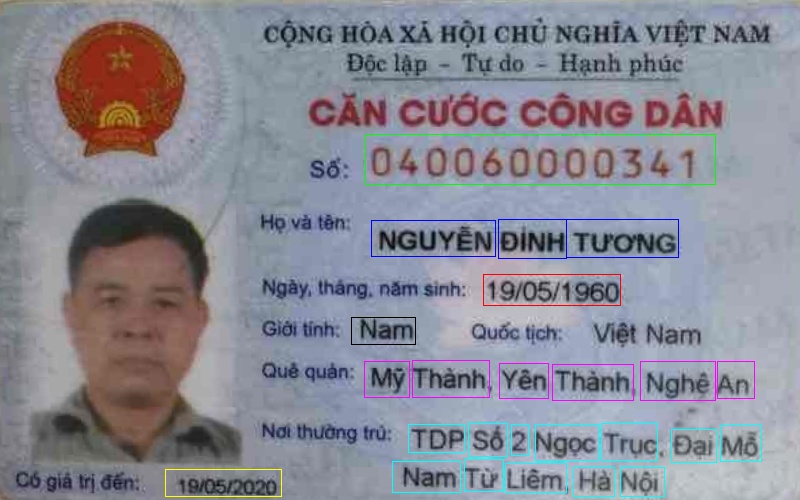 CỘNG HÒA XÃ HỘI CHỦ NGHĨA VIỆT NAM
Độc lập - Tự do - Hạnh phúc
CĂN CƯỚC CÔNG DÂN
Số: 040060000341
Họ và tên: NGUYỄN ĐÌNH TƯƠNG
Ngày, tháng, năm sinh: 19/05/1960
Giới tính: Nam Quốc tịch: Việt Nam
Quê quán: Mỹ Thành, Yên Thành, Nghệ An
Nơi thường trú: TDP Số 2 Ngọc Trục, Đại Mỗ
Nam Từ Liêm, Hà Nội
Có giá trị đến: 19/05/2020